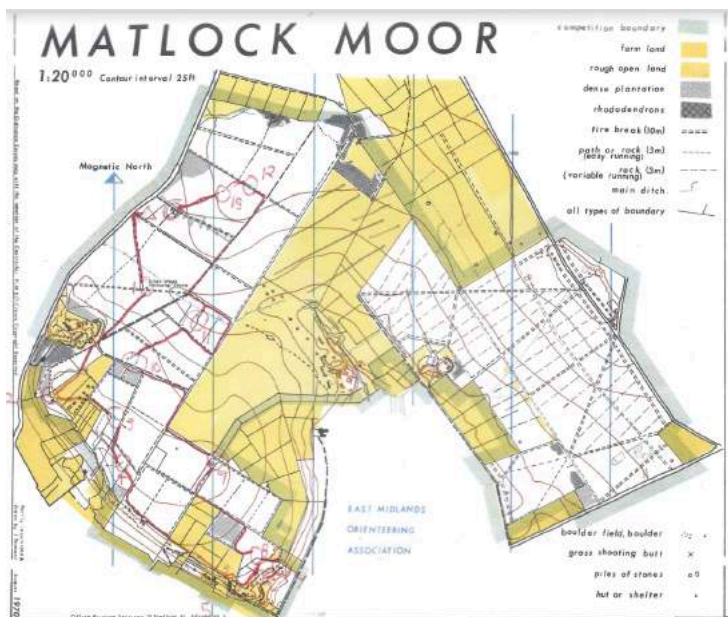 MATLOCK MOOR
1:20000 Contour interval 25ft
competition boundary
farm land
rough open land
dense plantation
rhododendrons
fire break (10m)
path or rock (3m)
(easy running)
rock (3m)
(variable running)
main ditch
all types of boundary
Magnetic North
EAST MIDLANDS
ORIENTEERING
ASSOCIATION
boulder field, boulder
grass shooting butt
piles of stones
hut or shelter
1970